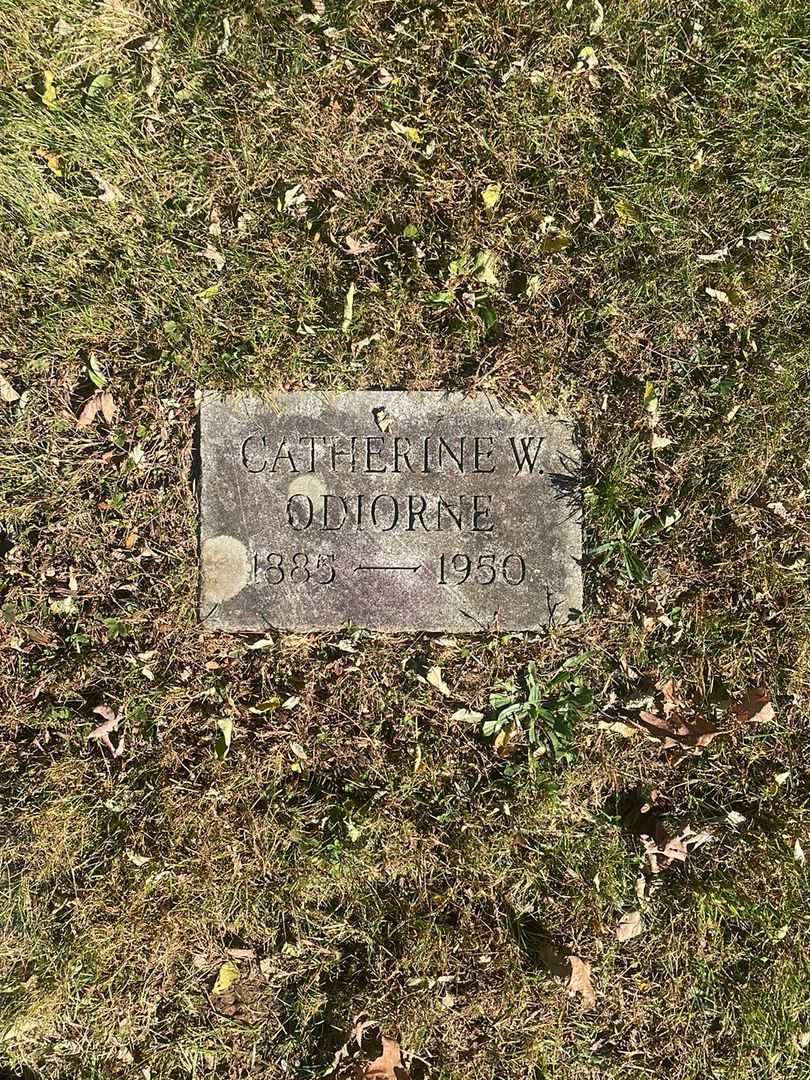 CATHERINE W.
ODIORNE
1885 — 1950